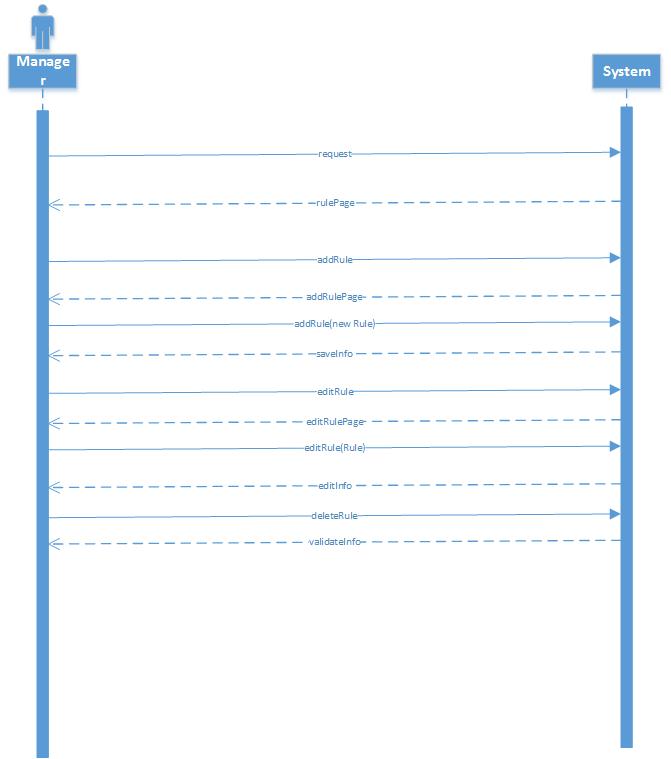 Manage
r
System
request
rulePage
addRule
addRulePage
addRule(new Rule)
saveInfo
editRule
editRulePage
editRule(Rule)
editInfo
deleteRule
validateInfo